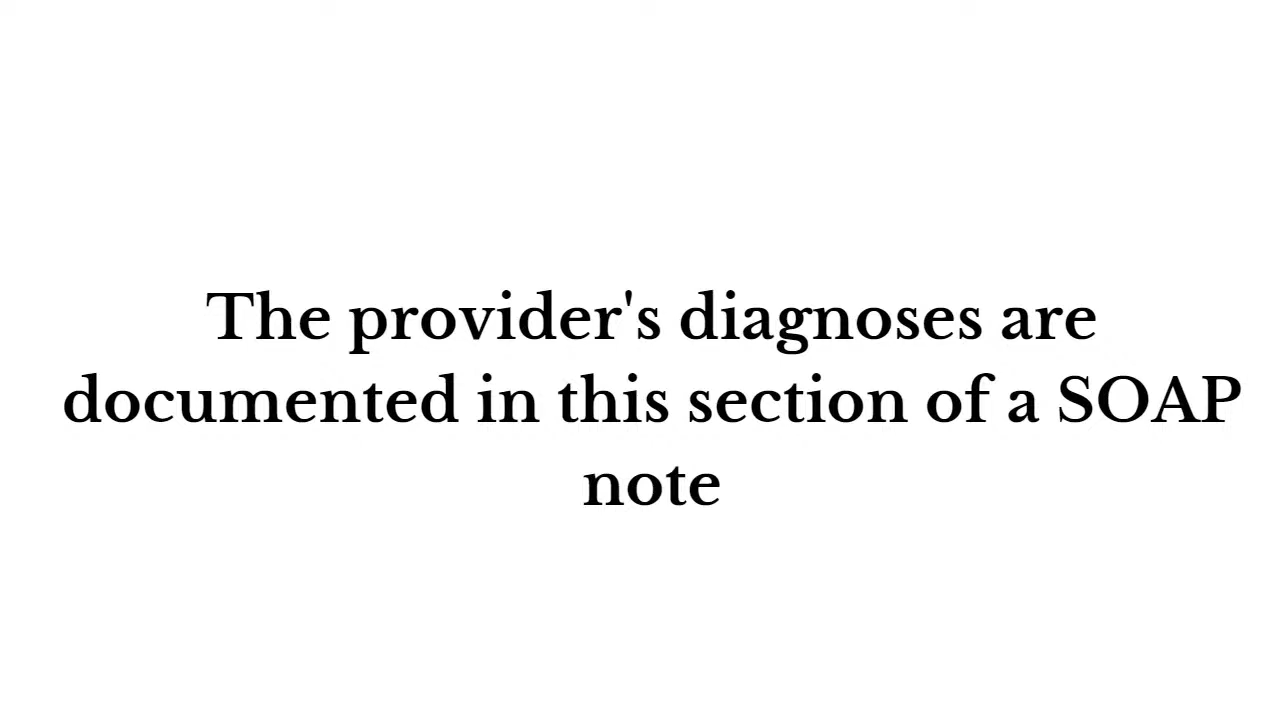 The provider's diagnoses are
documented in this section of a SOAP
note